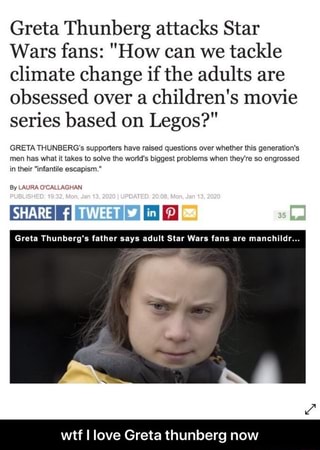 Greta Thunberg attacks Star
Wars fans: "How can we tackle
climate change if the adults are
obsessed over a children's movie
series based on Legos?"
GRETA THUNBERG's supporters have raised questions over whether this generation's
men has what it takes to solve the world's biggest problems when they're so engrossed
in their "infantile escapism."
By LAURA O'CALLAGHAN
PUBLISHED: 19:32, Mon, Jan 13, 2020 | UPDATED: 20:08, Mon, Jan 13, 2020
SHARE f TWEET in 35
Greta Thunberg's father says adult Star Wars fans are manchildr...
wtf I love Greta thunberg now